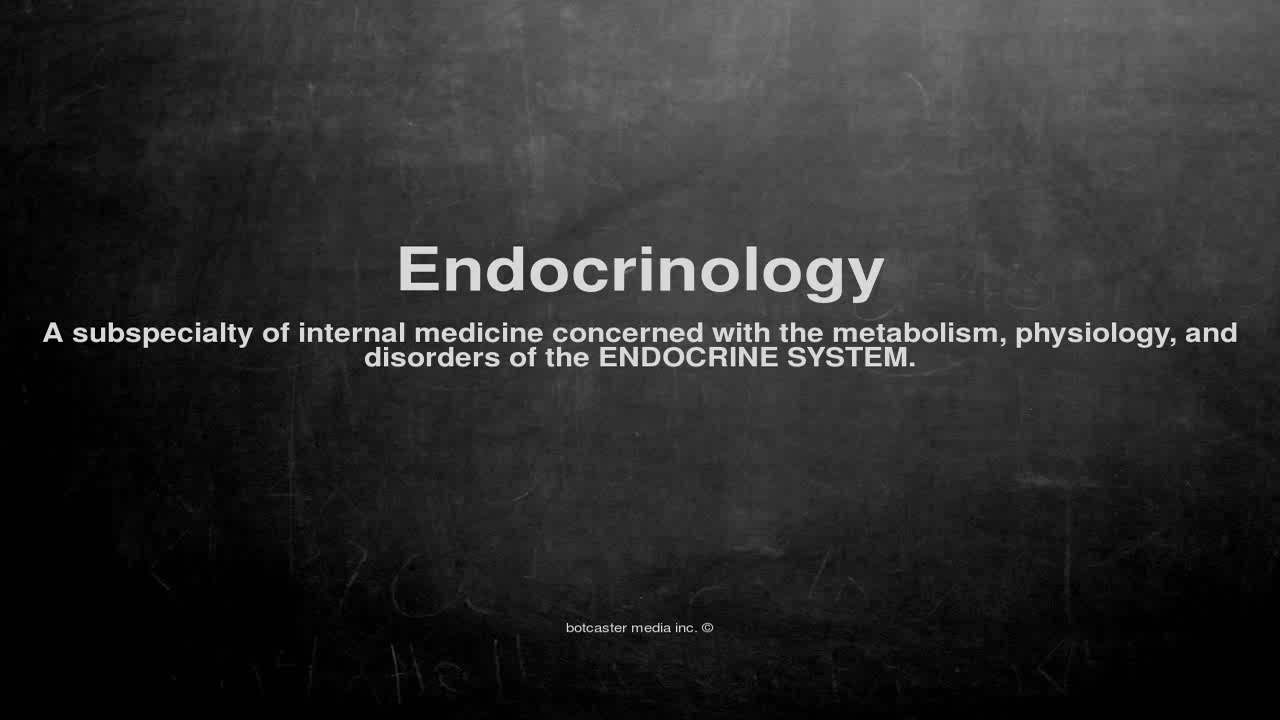 Endocrinology
A subspecialty of internal medicine concerned with the metabolism, physiology, and
disorders of the ENDOCRINE SYSTEM.
botcaster media inc. ©